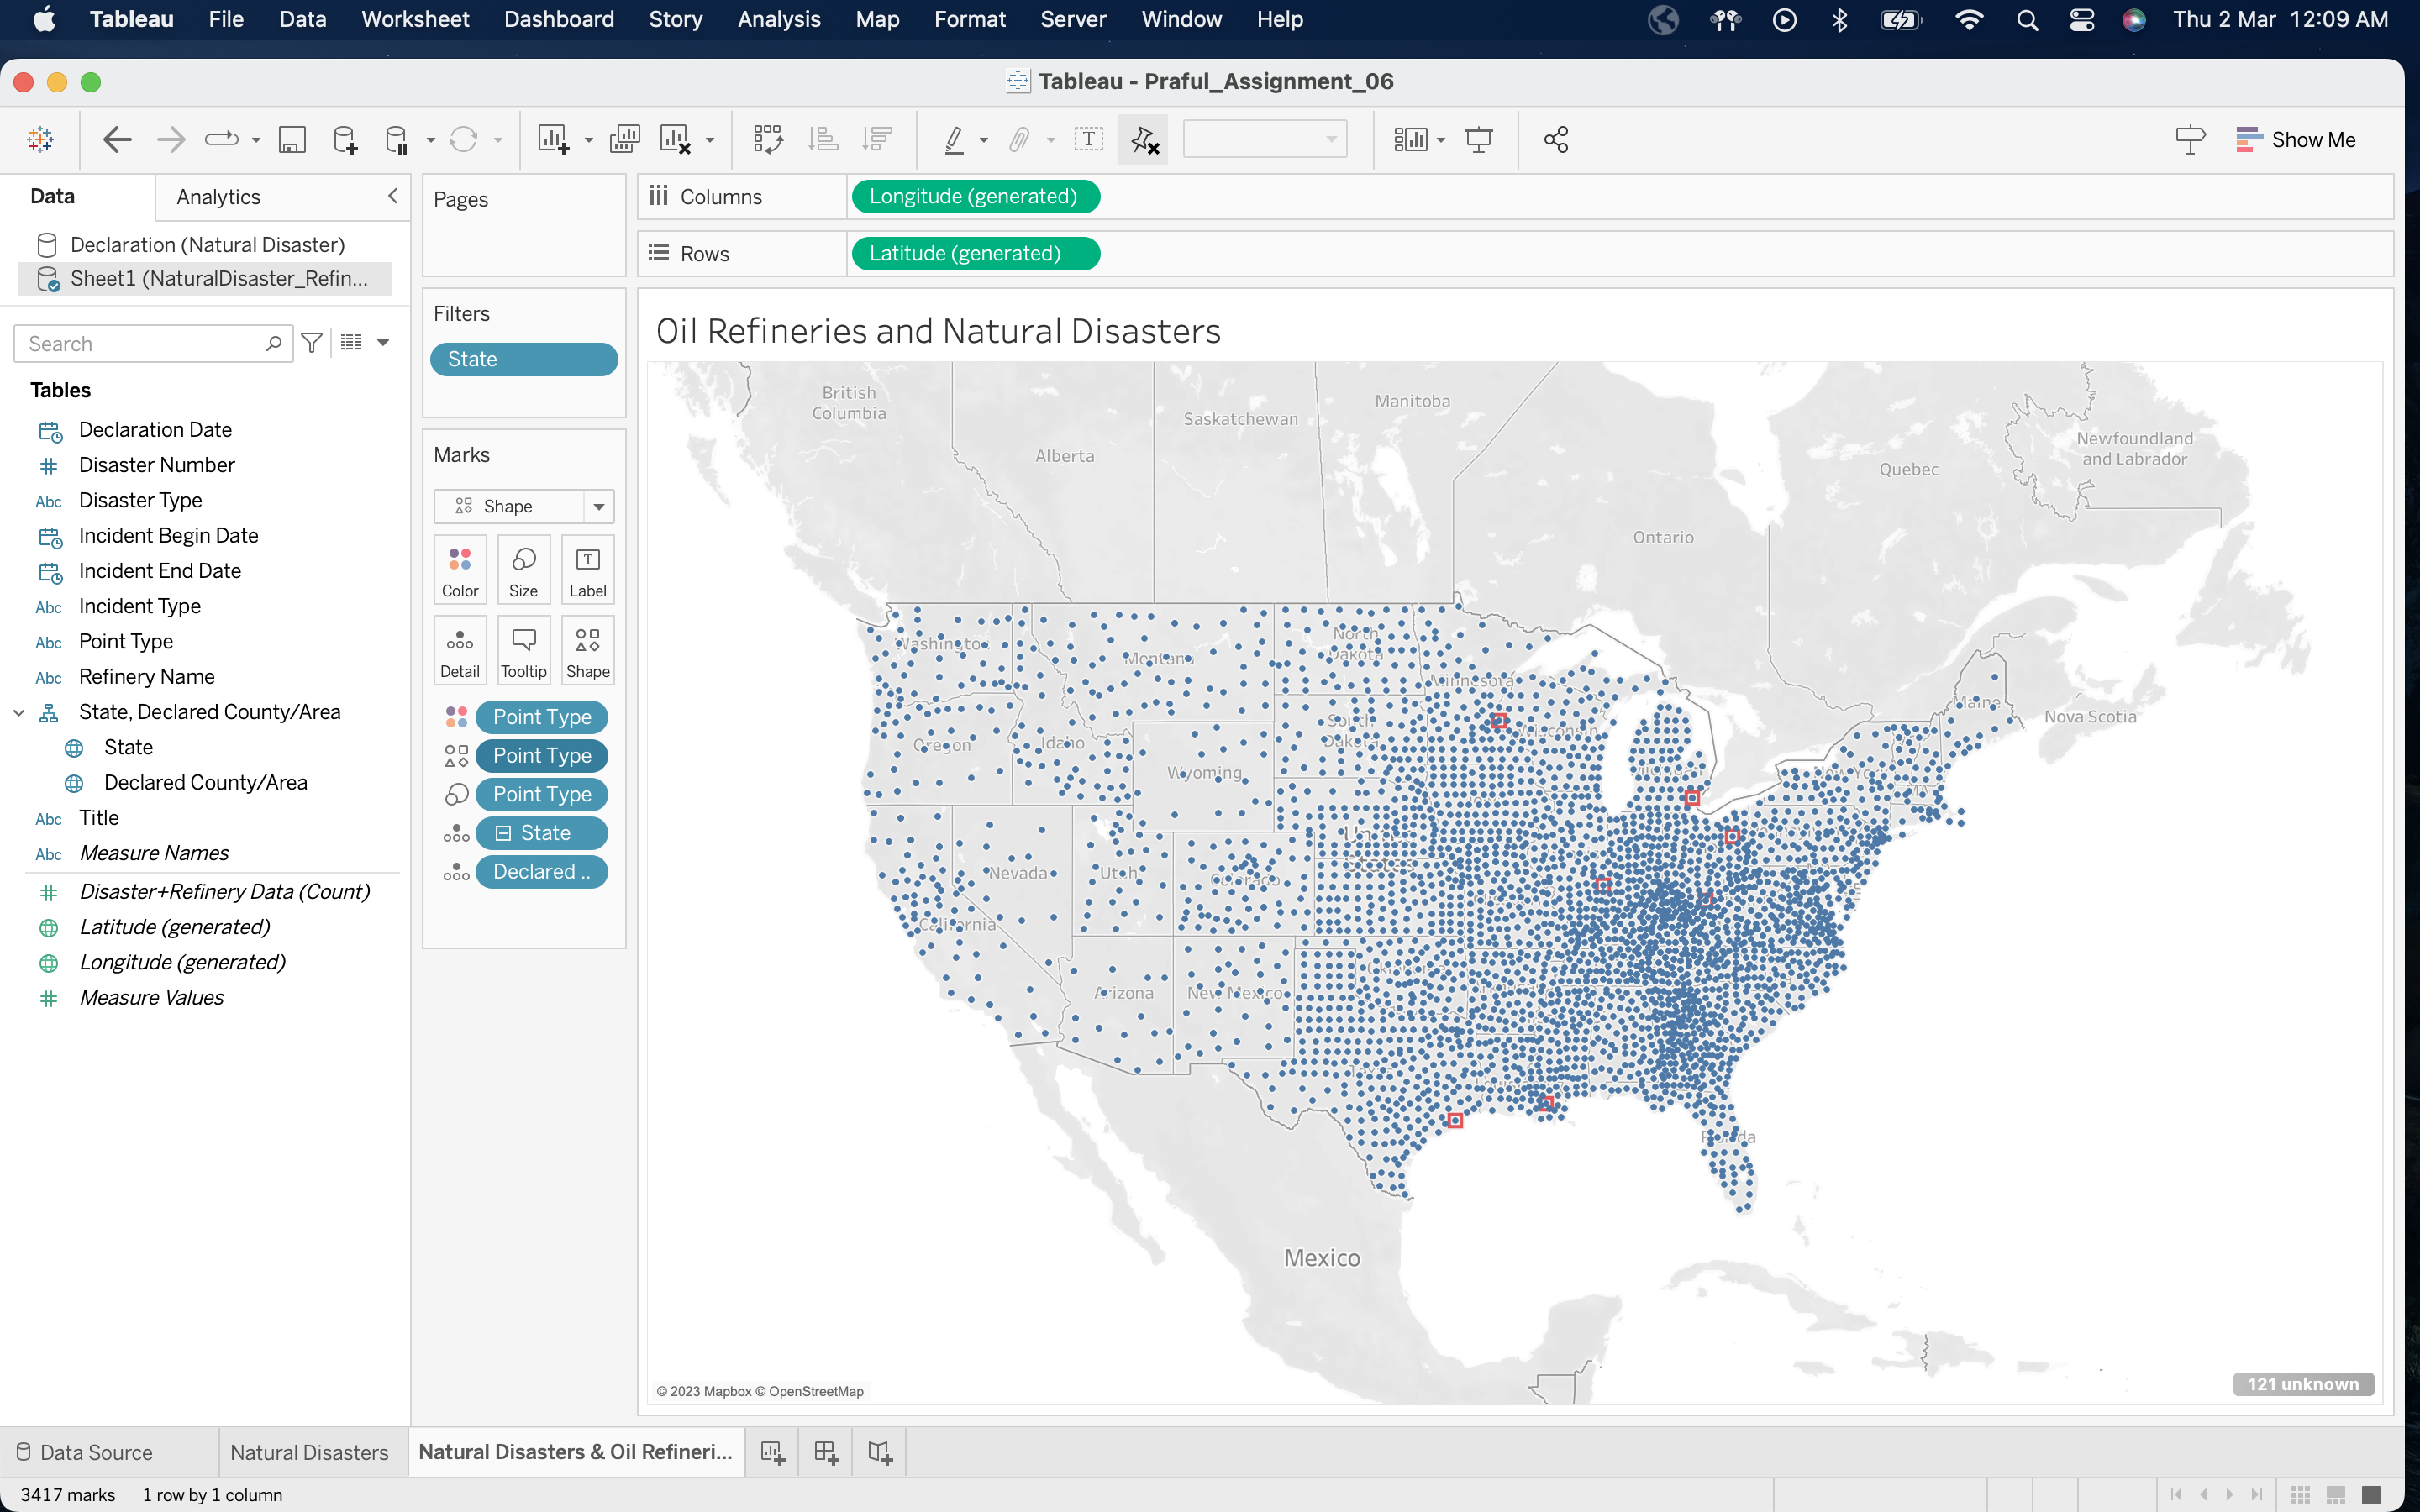 Tableau File Data Worksheet Dashboard Story Analysis Map Format Server Window Help Thu 2 Mar 12:09 AM
Tableau - Praful_Assignment_06
Show Me
Data Analytics
Declaration (Natural Disaster)
Sheet1 (NaturalDisaster_Refin...
Search
Tables
Declaration Date
Disaster Number
Abc Disaster Type
Incident Begin Date
Incident End Date
Abc Incident Type
Abc Point Type
Abc Refinery Name
State, Declared County/Area
State
Declared County/Area
Abc Title
Abc Measure Names
Disaster+Refinery Data (Count)
Latitude (generated)
Longitude (generated)
Measure Values
Pages
Filters
State
Marks
Shape
Color Size Label
Detail Tooltip Shape
Point Type
Point Type
Point Type
State
Declared ..
Columns Longitude (generated)
Rows Latitude (generated)
Oil Refineries and Natural Disasters
British
Columbia
Alberta
Saskatchewan
Manitoba
Ontario
Quebec
Newfoundland
and Labrador
Nova Scotia
Washington
Montana
North
Dakota
Minnesota
Maine
Oregon
Idaho
South
Dakota
Wisconsin
Wyoming
Michigan
New York
MA
United
States
Nevada
Utah
Colorado
California
Arizona
New Mexico
Oklahoma
Florida
Mexico
© 2023 Mapbox © OpenStreetMap
121 unknown
Data Source Natural Disasters Natural Disasters & Oil Refineri...
3417 marks 1 row by 1 column